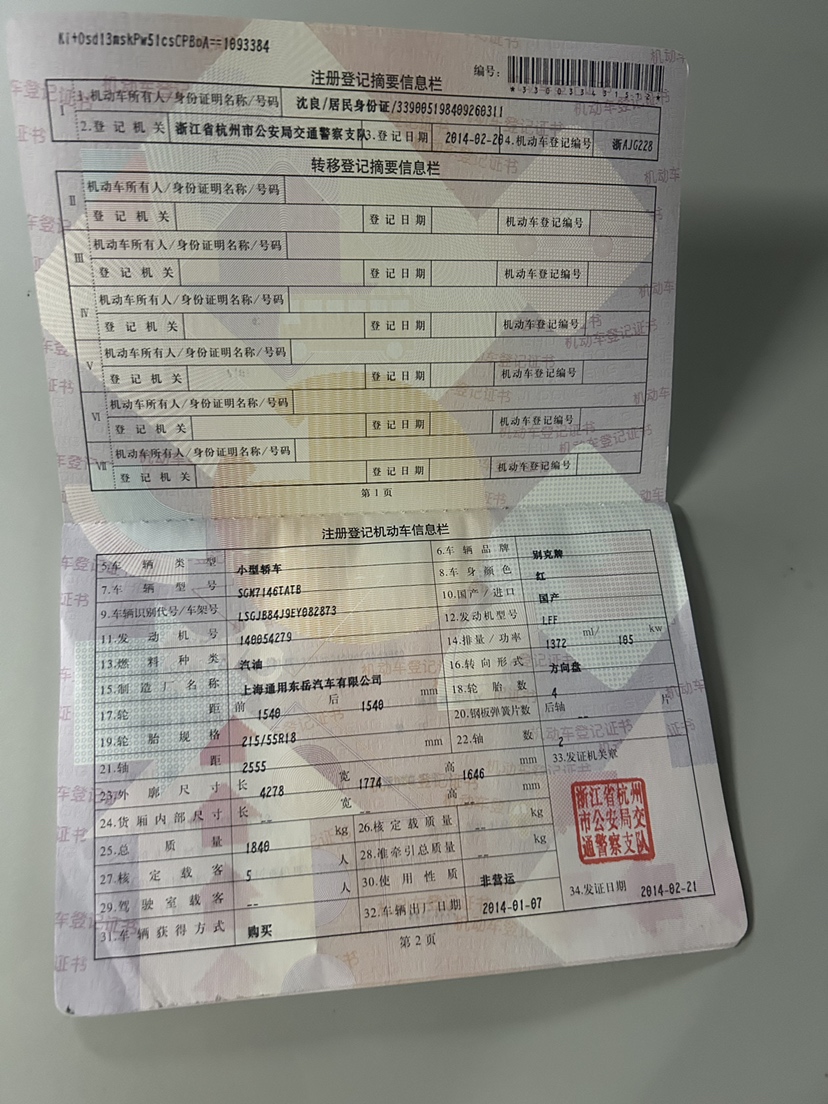 Ki+0sd13mskPw51csCPBoA==1093384
编号:
*330033431512*
注册登记摘要信息栏
Ⅰ 1.机动车所有人/身份证明名称/号码 沈良/居民身份证/339005198409260311
2.登记机关 浙江省杭州市公安局交通警察支队 3.登记日期 2014-02-20 4.机动车登记编号 浙AJG228
转移登记摘要信息栏
Ⅱ 机动车所有人/身份证明名称/号码
登记机关 登记日期 机动车登记编号
Ⅲ 机动车所有人/身份证明名称/号码
登记机关 登记日期 机动车登记编号
Ⅳ 机动车所有人/身份证明名称/号码
登记机关 登记日期 机动车登记编号
Ⅴ 机动车所有人/身份证明名称/号码
登记机关 登记日期 机动车登记编号
Ⅵ 机动车所有人/身份证明名称/号码
登记机关 登记日期 机动车登记编号
Ⅶ 机动车所有人/身份证明名称/号码
登记机关 登记日期 机动车登记编号
第1页
注册登记机动车信息栏
5.车辆类型 小型轿车 6.车辆品牌 别克牌
7.车辆型号 SGM7146IATB 8.车身颜色 红
9.车辆识别代号/车架号 LSGJB84J9EY082873 10.国产/进口 国产
11.发动机号 140054279 12.发动机型号 LFF
13.燃料种类 汽油 14.排量/功率 1372 ml/ 105 kw
15.制造厂名称 上海通用东岳汽车有限公司 16.转向形式 方向盘
17.轮距 前 1540 后 1540 mm 18.轮胎数 4
19.轮胎规格 215/55R18 20.钢板弹簧片数 后轴 -- 片
21.轴距 2555 mm 22.轴数 2
23.外廓尺寸 长 4278 宽 1774 高 1646 mm 33.发证机关章
24.货厢内部尺寸 长 -- 宽 -- 高 -- mm
25.总质量 1840 kg 26.核定载质量 -- kg
27.核定载客 5 人 28.准牵引总质量 -- kg
29.驾驶室载客 -- 人 30.使用性质 非营运
31.车辆获得方式 购买 32.车辆出厂日期 2014-01-07 34.发证日期 2014-02-21
浙江省杭州
市公安局交
通警察支队
第2页